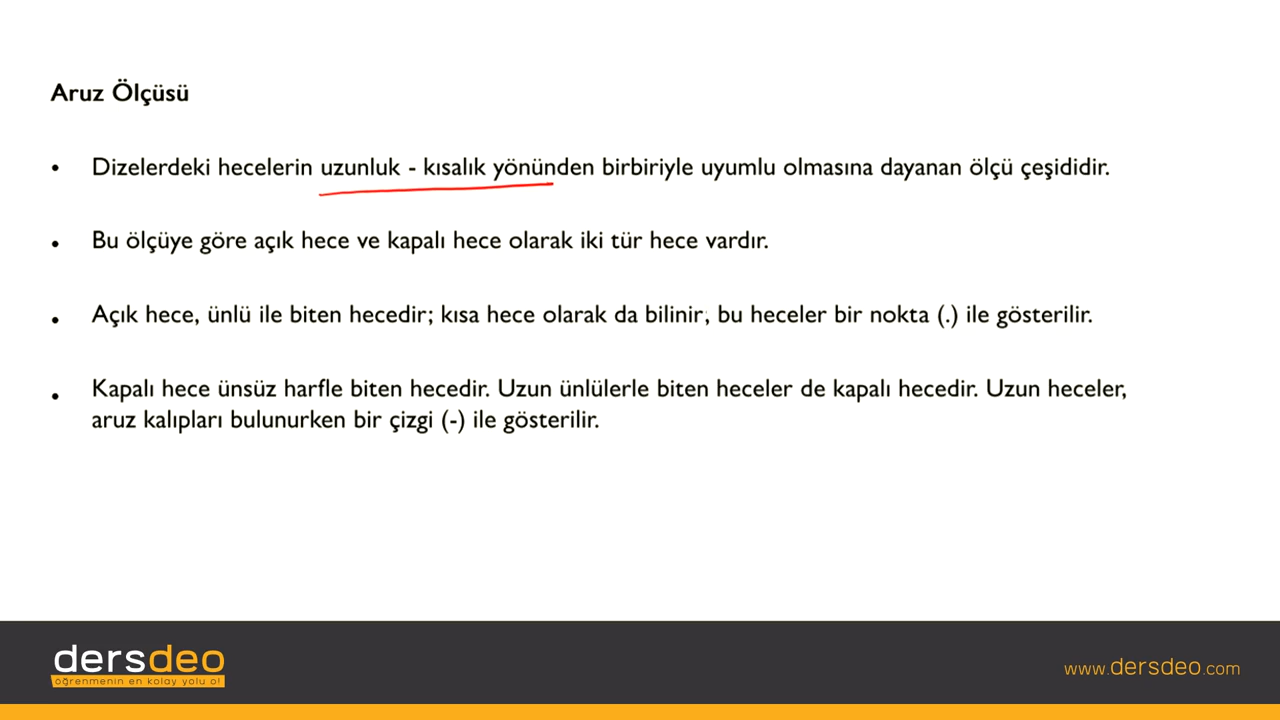 Aruz Ölçüsü
• Dizelerdeki hecelerin uzunluk - kısalık yönünden birbiriyle uyumlu olmasına dayanan ölçü çeşididir.
• Bu ölçüye göre açık hece ve kapalı hece olarak iki tür hece vardır.
• Açık hece, ünlü ile biten hecedir; kısa hece olarak da bilinir, bu heceler bir nokta (.) ile gösterilir.
• Kapalı hece ünsüz harfle biten hecedir. Uzun ünlülerle biten heceler de kapalı hecedir. Uzun heceler,
aruz kalıpları bulunurken bir çizgi (-) ile gösterilir.
dersdeo
öğrenmenin en kolay yolu o!
www.dersdeo.com